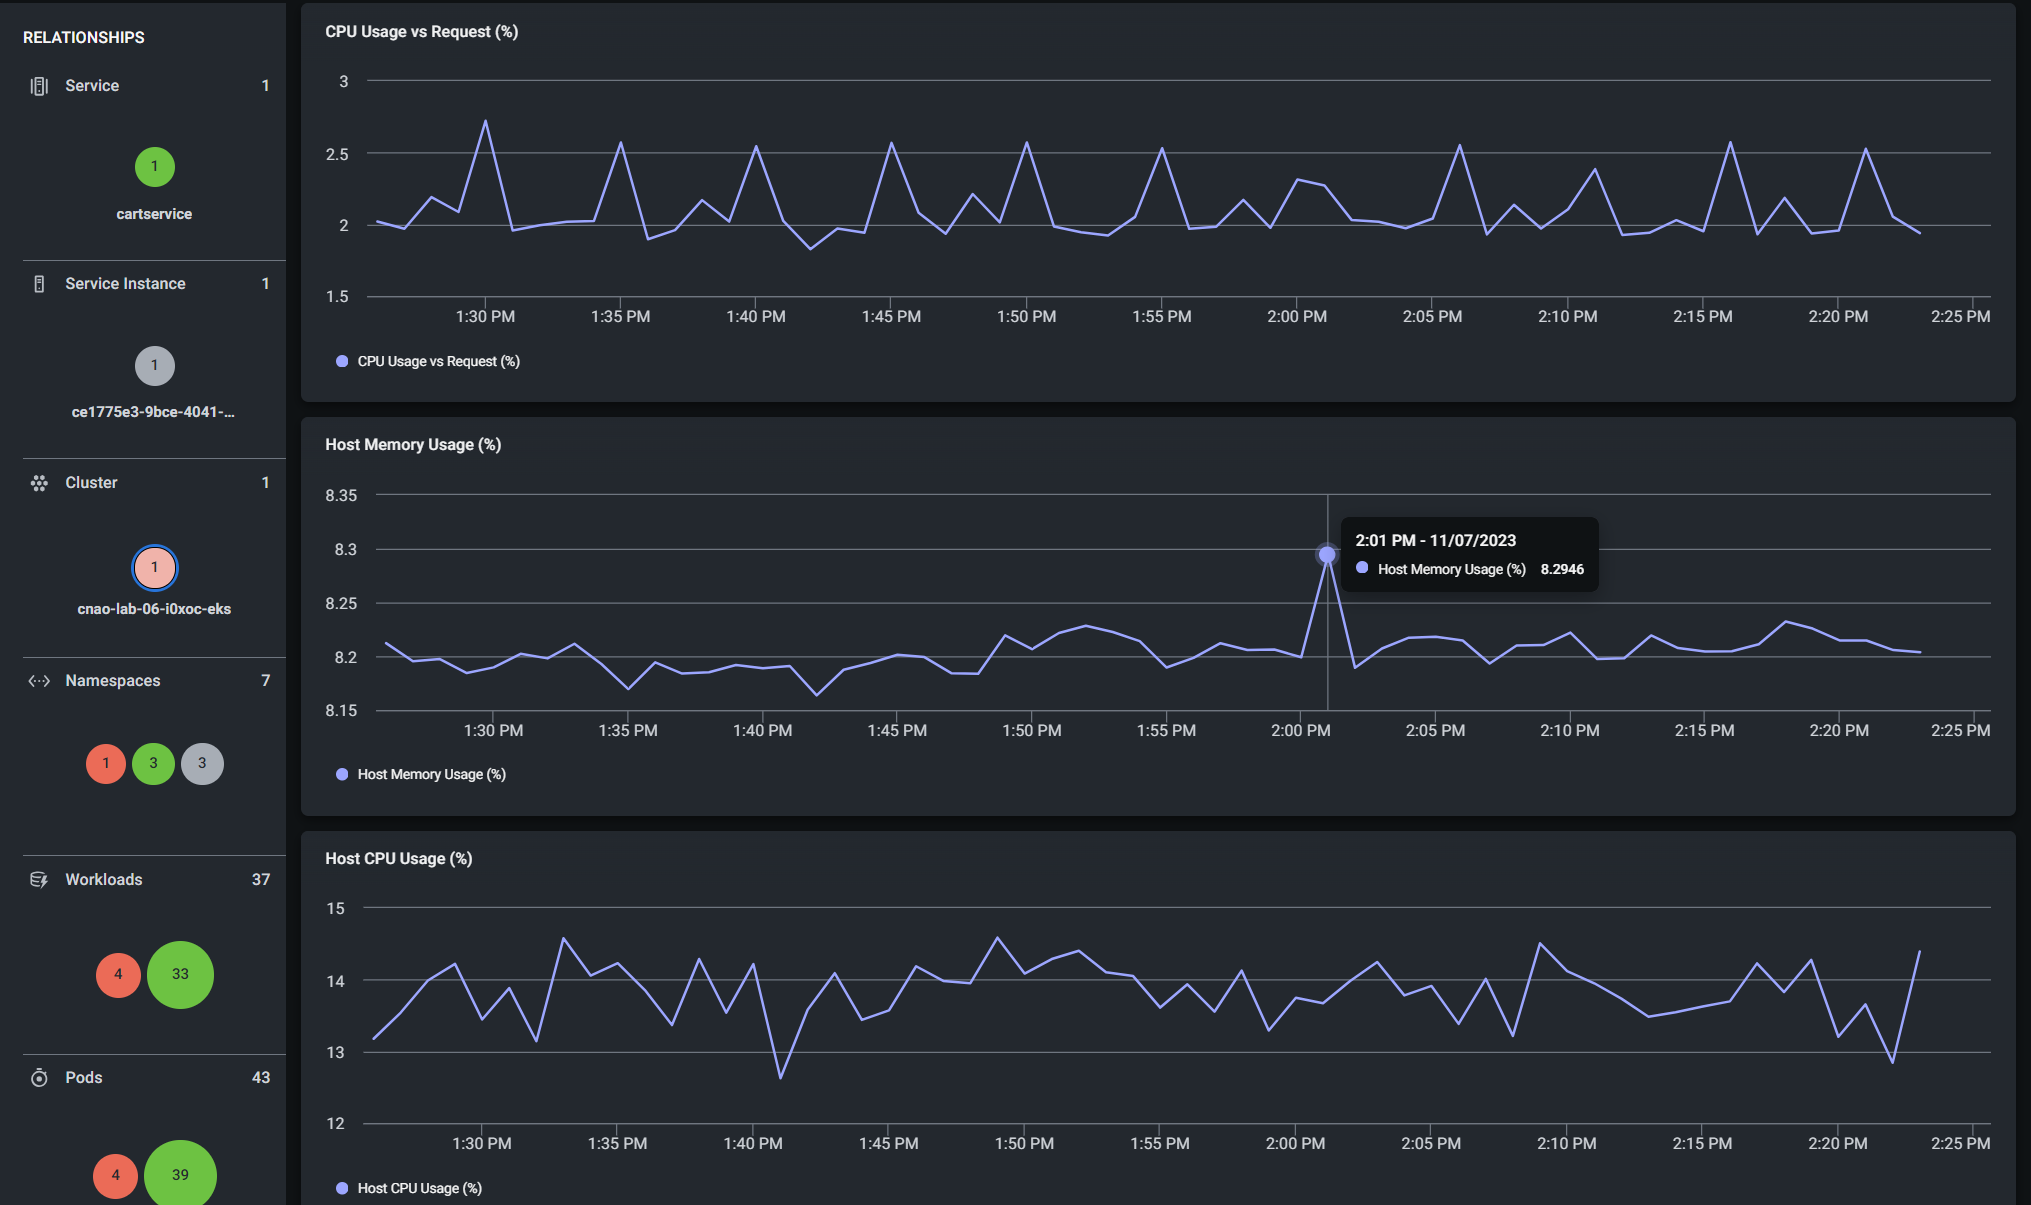 RELATIONSHIPS
Service 1
1
cartservice
Service Instance 1
1
ce1775e3-9bce-4041-...
Cluster 1
1
cnao-lab-06-i0xoc-eks
Namespaces 7
1 3 3
Workloads 37
4 33
Pods 43
4 39
CPU Usage vs Request (%)
3
2.5
2
1.5
1:30 PM 1:35 PM 1:40 PM 1:45 PM 1:50 PM 1:55 PM 2:00 PM 2:05 PM 2:10 PM 2:15 PM 2:20 PM 2:25 PM
CPU Usage vs Request (%)
Host Memory Usage (%)
8.35
8.3
8.25
8.2
8.15
2:01 PM - 11/07/2023
Host Memory Usage (%) 8.2946
1:30 PM 1:35 PM 1:40 PM 1:45 PM 1:50 PM 1:55 PM 2:00 PM 2:05 PM 2:10 PM 2:15 PM 2:20 PM 2:25 PM
Host Memory Usage (%)
Host CPU Usage (%)
15
14
13
12
1:30 PM 1:35 PM 1:40 PM 1:45 PM 1:50 PM 1:55 PM 2:00 PM 2:05 PM 2:10 PM 2:15 PM 2:20 PM 2:25 PM
Host CPU Usage (%)